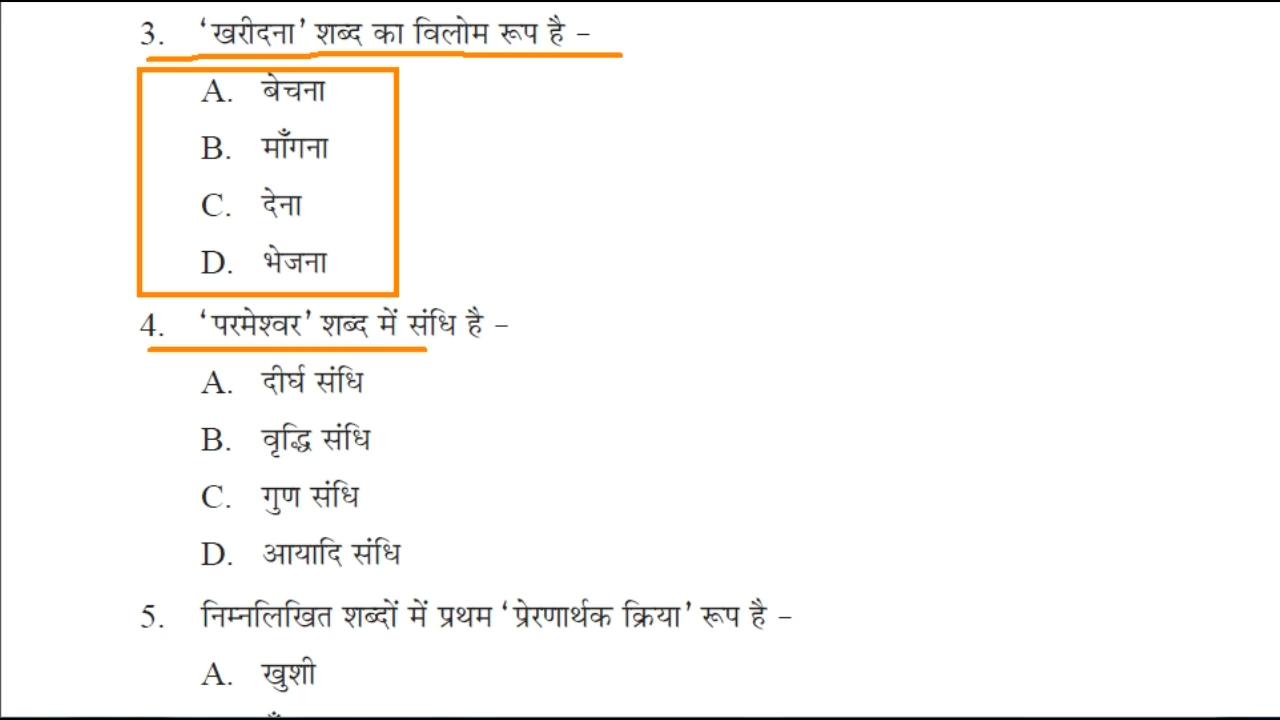 3. ‘खरीदना’ शब्द का विलोम रूप है –
A. बेचना
B. माँगना
C. देना
D. भेजना
4. ‘परमेश्वर’ शब्द में संधि है –
A. दीर्घ संधि
B. वृद्धि संधि
C. गुण संधि
D. आयादि संधि
5. निम्नलिखित शब्दों में प्रथम ‘प्रेरणार्थक क्रिया’ रूप है –
A. खुशी